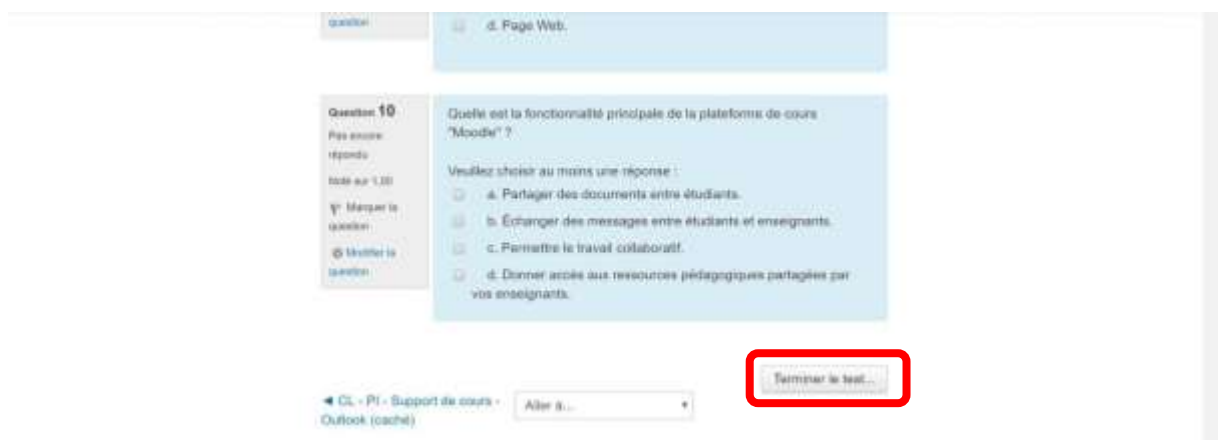 question
d. Page Web.
Question 10
Pas encore
répondu
Noté sur 1,00
Marquer la
question
Modifier la
question
Quelle est la fonctionnalité principale de la plateforme de cours
"Moodle" ?
Veuillez choisir au moins une réponse :
a. Partager des documents entre étudiants.
b. Échanger des messages entre étudiants et enseignants.
c. Permettre le travail collaboratif.
d. Donner accès aux ressources pédagogiques partagées par
vos enseignants.
Terminer le test...
◄ CL - PI - Support de cours -
Outlook (caché)
Aller à...